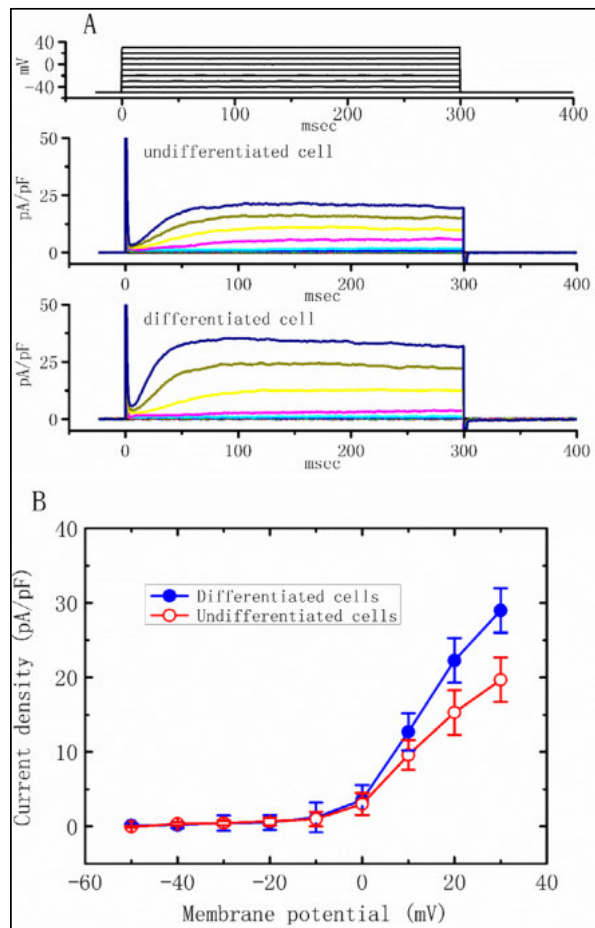 A
40
0
-40
mV
0 100 200 300 400
msec
50
25
0
pA/pF
undifferentiated cell
0 100 200 300 400
msec
50
25
0
pA/pF
differentiated cell
0 100 200 300 400
msec
B
40
30
20
10
0
Current density (pA/pF)
Differentiated cells
Undifferentiated cells
-60 -40 -20 0 20 40
Membrane potential (mV)